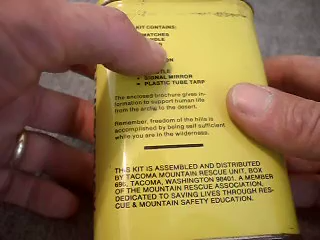 KIT CONTAINS:
MATCHES
• SIGNAL MIRROR
• PLASTIC TUBE TARP
The enclosed brochure gives in-
formation to support human life
from the arctic to the desert.
Remember, freedom of the hills is
accomplished by being self sufficient
while you are in the wilderness.
THIS KIT IS ASSEMBLED AND DISTRIBUTED
BY TACOMA MOUNTAIN RESCUE UNIT, BOX
696, TACOMA, WASHINGTON 98401. A MEMBER
OF THE MOUNTAIN RESCUE ASSOCIATION,
DEDICATED TO SAVING LIVES THROUGH RES-
CUE & MOUNTAIN SAFETY EDUCATION.